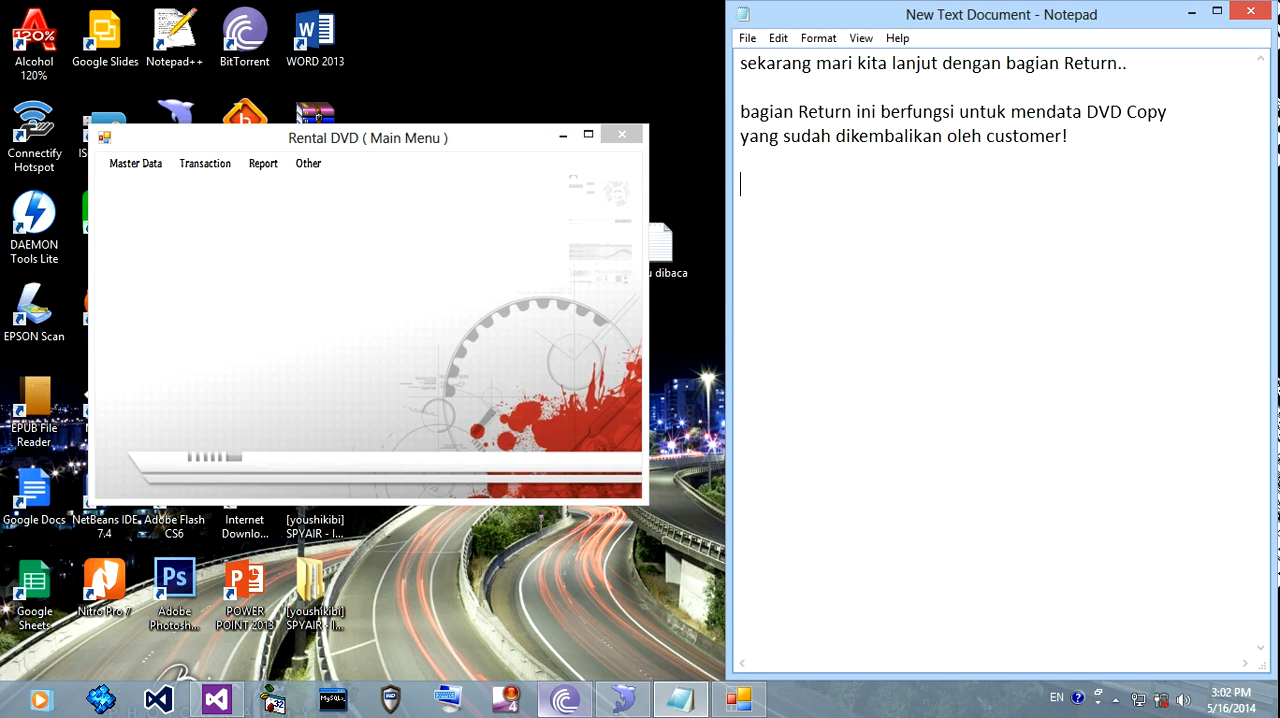 Alcohol
120%
Google Slides
Notepad++
BitTorrent
WORD 2013
Connectify
Hotspot
DAEMON
Tools Lite
EPSON Scan
EPUB File
Reader
Google Docs
NetBeans IDE
7.4
Adobe Flash
CS6
Internet
Downlo...
[youshikibi]
SPYAIR - I...
Google
Sheets
Nitro Pro 7
Adobe
Photosh...
POWER
POINT 2013
[youshikibi]
SPYAIR - I...
u dibaca
Rental DVD ( Main Menu )
Master Data Transaction Report Other
New Text Document - Notepad
File Edit Format View Help
sekarang mari kita lanjut dengan bagian Return..
bagian Return ini berfungsi untuk mendata DVD Copy
yang sudah dikembalikan oleh customer!
EN
3:02 PM
5/16/2014